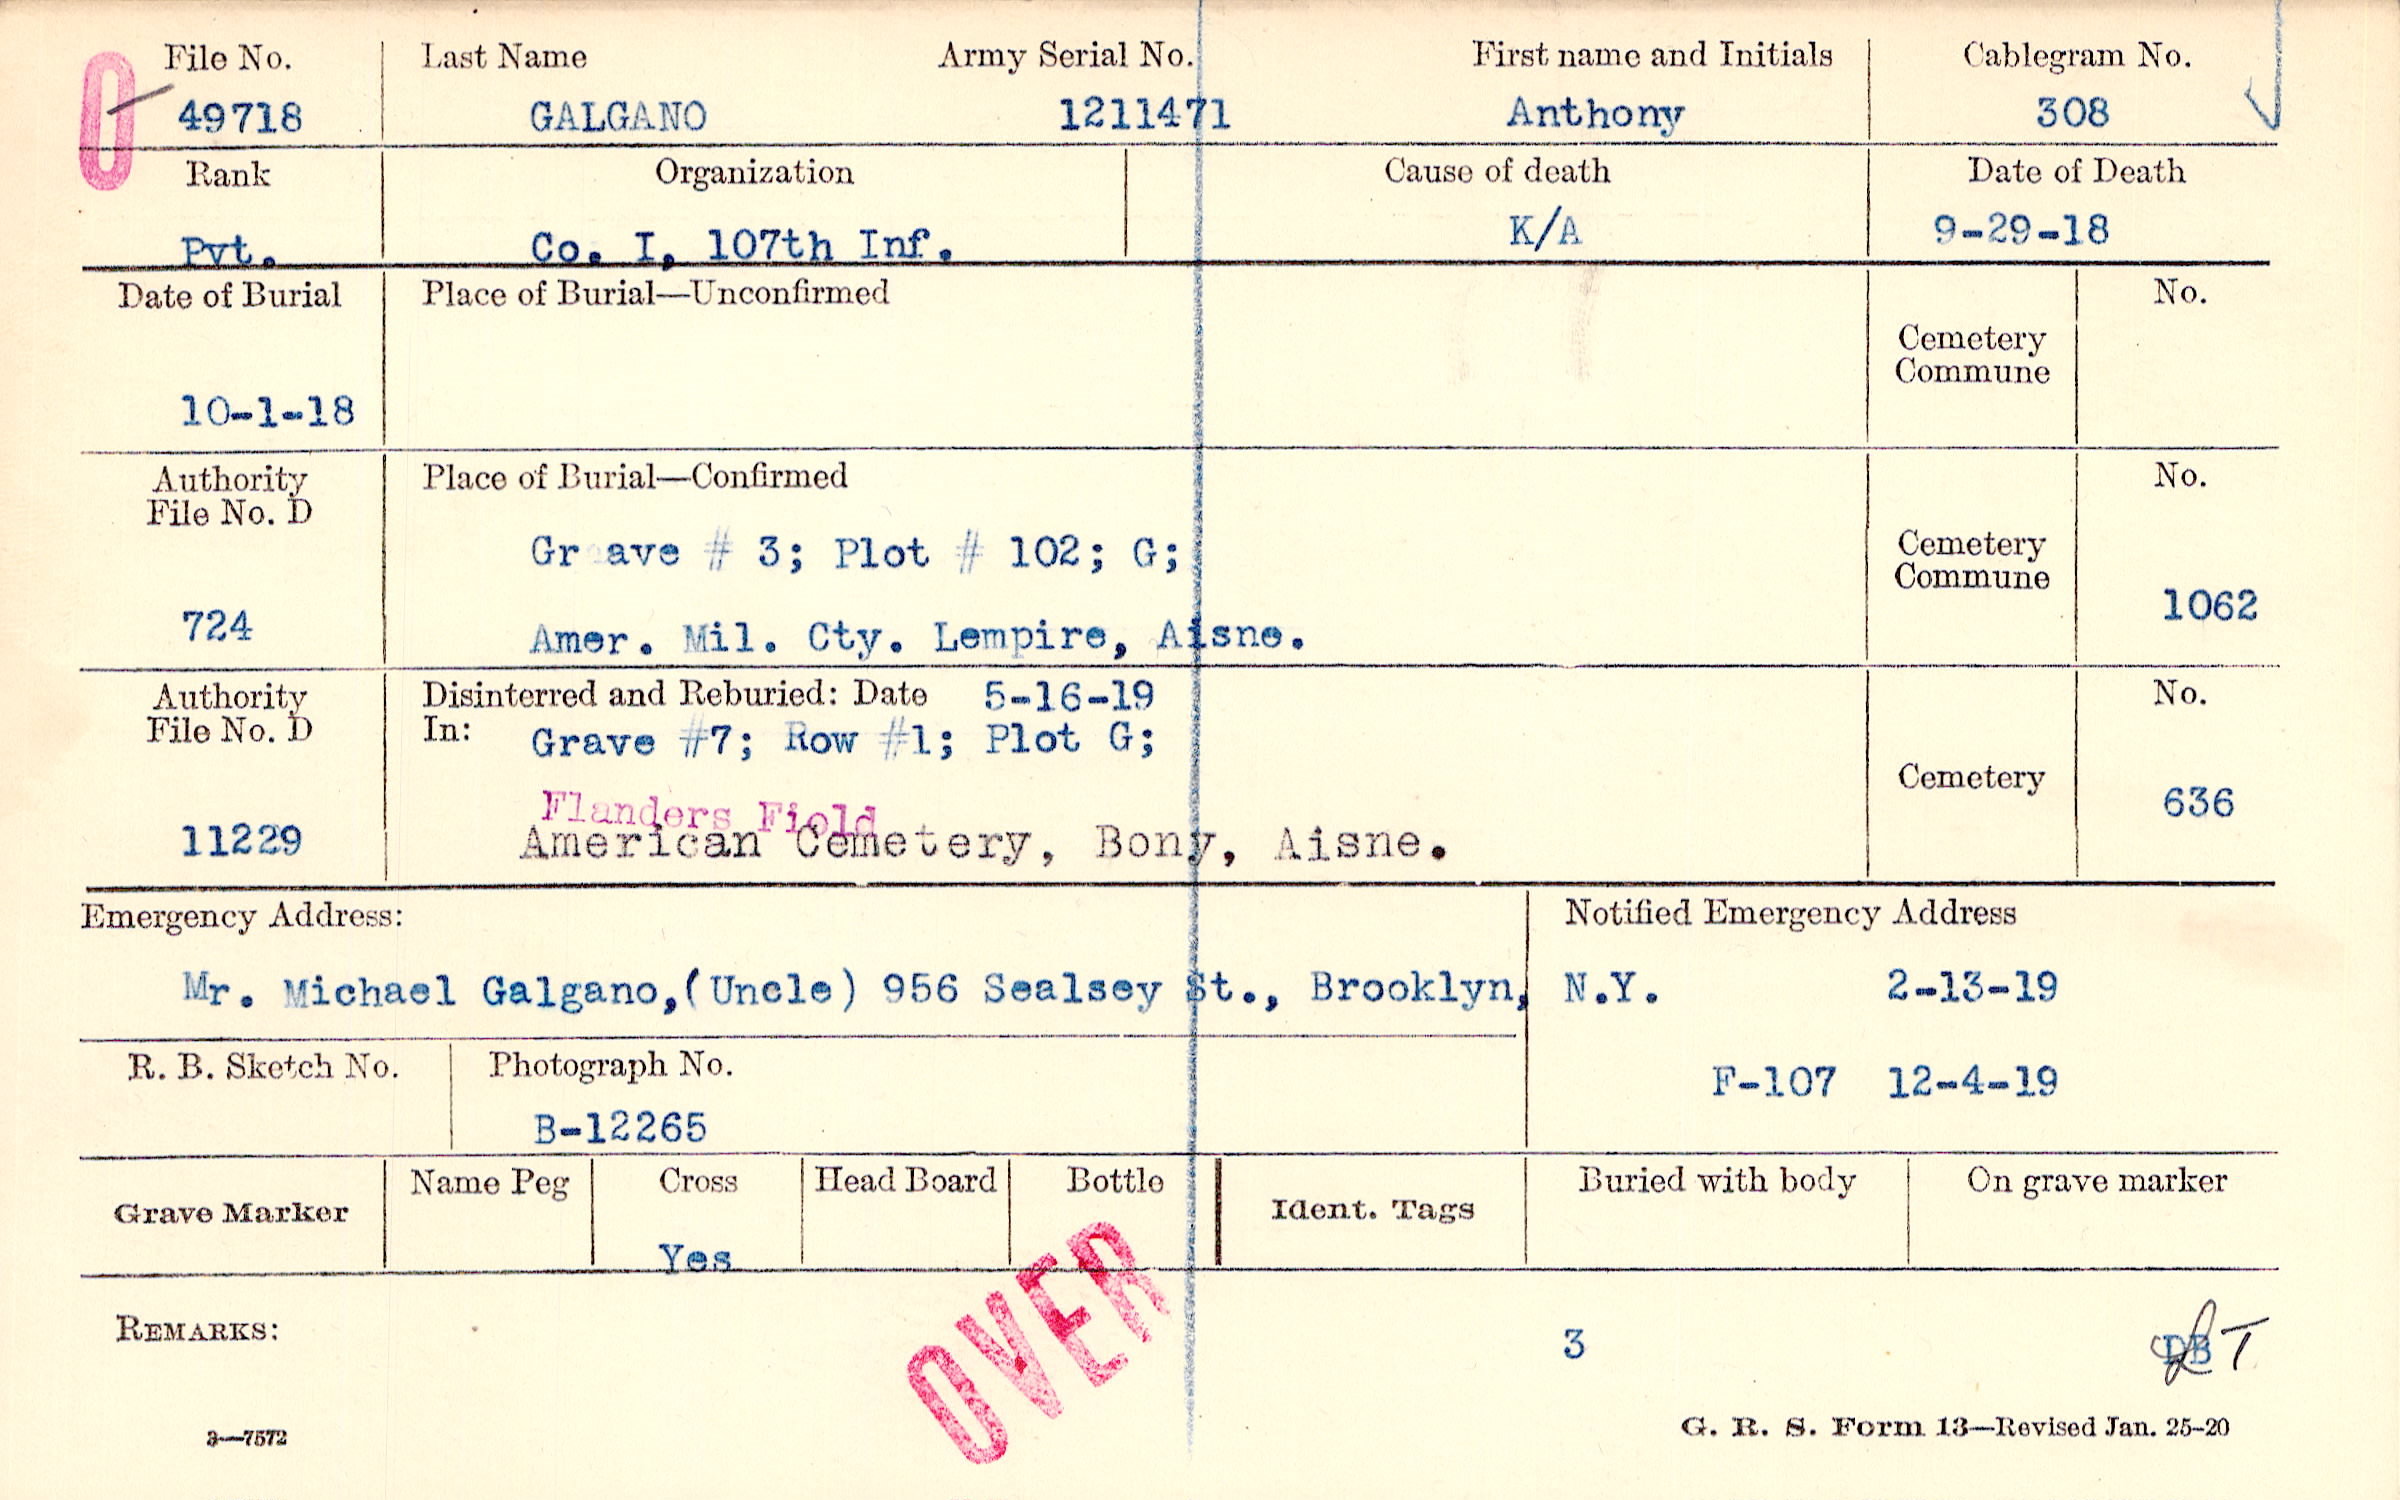 File No. Last Name Army Serial No. First name and Initials Cablegram No.
O 49718 GALGANO 1211471 Anthony 308
Rank Organization Cause of death Date of Death
Pvt. Co. I, 107th Inf. K/A 9-29-18
Date of Burial Place of Burial—Unconfirmed No.
Cemetery
Commune
10-1-18
Authority Place of Burial—Confirmed No.
File No. D
Gr ave # 3; Plot # 102; G; Cemetery
Commune
724 Amer. Mil. Cty. Lempire, Aisne. 1062
Authority Disinterred and Reburied: Date 5-16-19 No.
File No. D In: Grave #7; Row #1; Plot G;
Cemetery
Flanders Field 636
11229 American Cemetery, Bony, Aisne.
Emergency Address: Notified Emergency Address
Mr. Michael Galgano,(Uncle) 956 Sealsey St., Brooklyn, N.Y. 2-13-19
R. B. Sketch No. Photograph No. F-107 12-4-19
B-12265
Grave Marker Name Peg Cross Head Board Bottle Ident. Tags Buried with body On grave marker
Yes
OVER
REMARKS: 3 DB LT
3—7572 G. R. S. Form 13—Revised Jan. 25-20